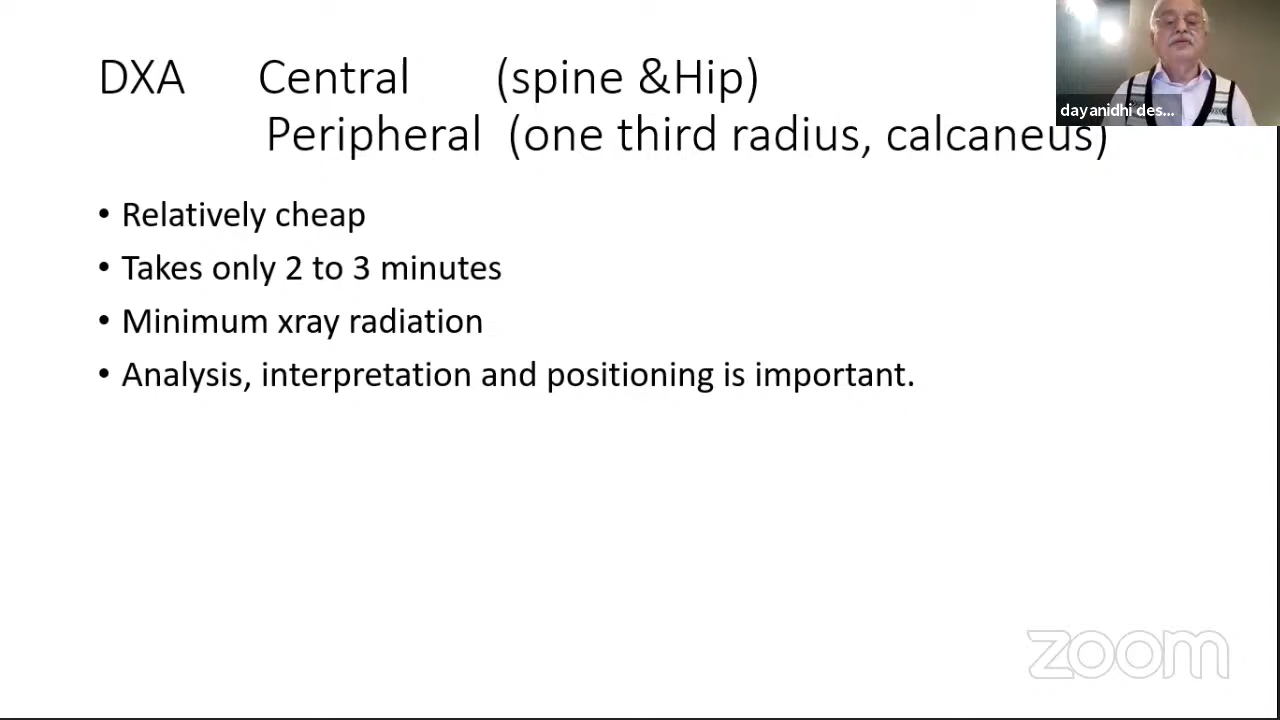 DXA Central (spine &Hip)
Peripheral (one third radius, calcaneus)
• Relatively cheap
• Takes only 2 to 3 minutes
• Minimum xray radiation
• Analysis, interpretation and positioning is important.
dayanidhi des...
zoom